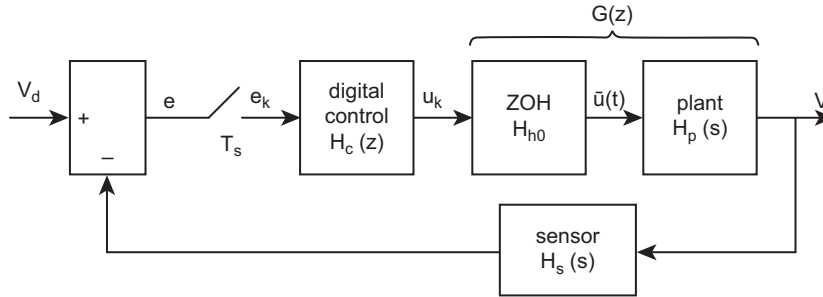 G(z)
V_d
+
−
e
T_s
e_k
digital
control
H_c (z)
u_k
ZOH
H_h0
ū(t)
plant
H_p (s)
V
sensor
H_s (s)